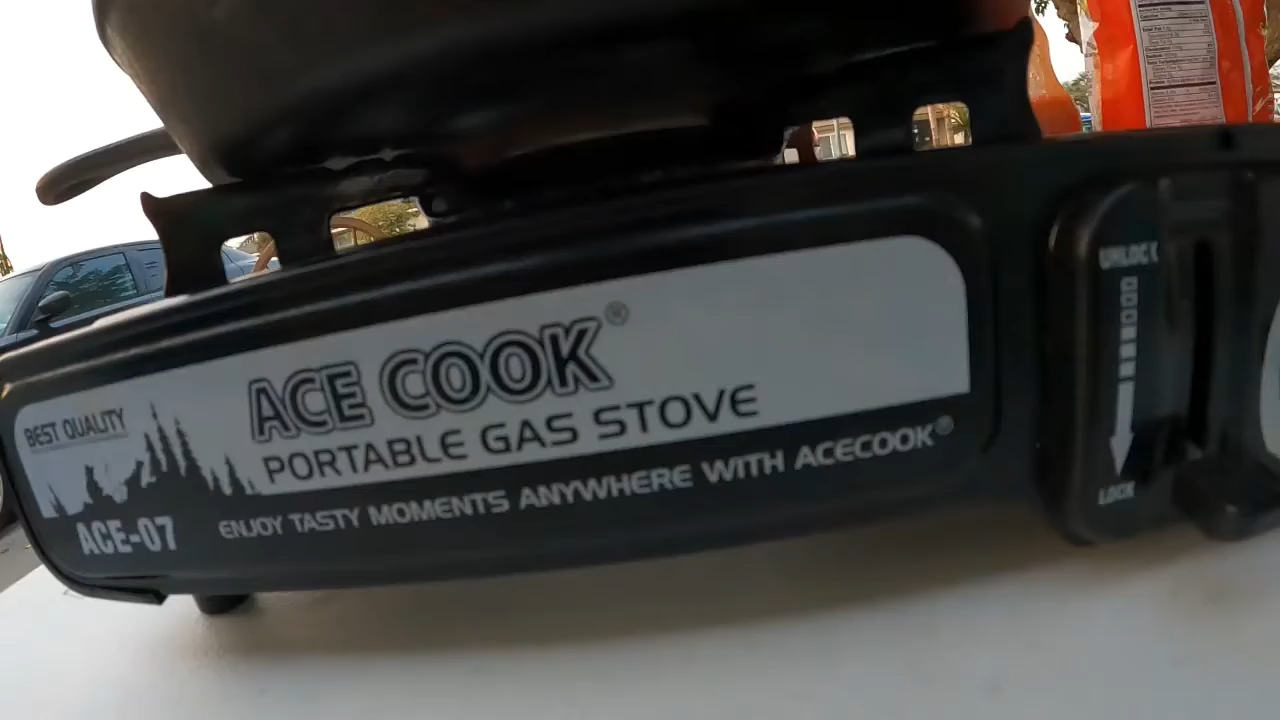 BEST QUALITY
ACE COOK®
PORTABLE GAS STOVE
ACE-07
ENJOY TASTY MOMENTS ANYWHERE WITH ACECOOK®
UNLOCK
LOCK